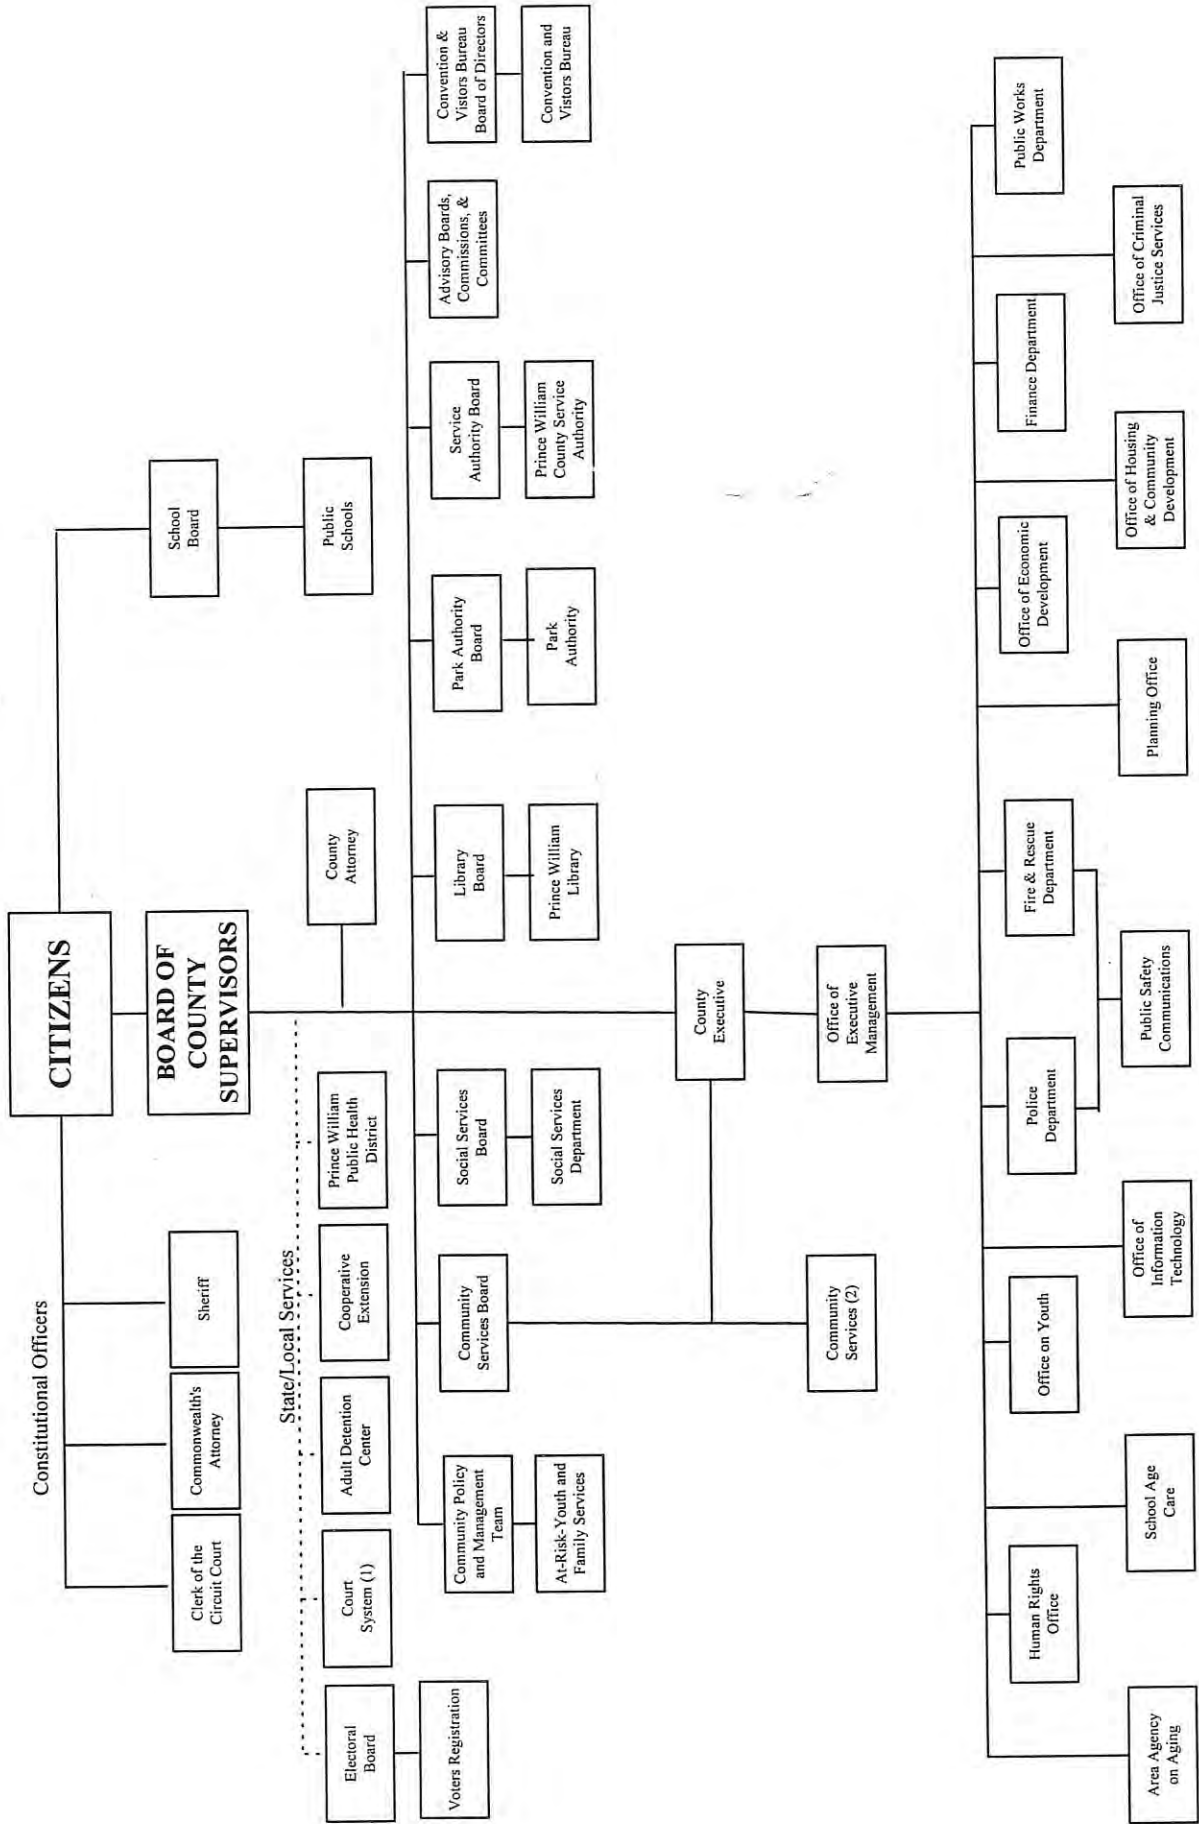 CITIZENS
Constitutional Officers
Clerk of the
Circuit Court
Commonwealth's
Attorney
Sheriff
BOARD OF
COUNTY
SUPERVISORS
School
Board
Public
Schools
State/Local Services
Electoral
Board
Voters Registration
Court
System (1)
Adult Detention
Center
Cooperative
Extension
Prince William
Public Health
District
County
Attorney
Community Policy
and Management
Team
At-Risk-Youth and
Family Services
Community
Services Board
Social Services
Board
Social Services
Department
Library
Board
Prince William
Library
Park Authority
Board
Park
Authority
Service
Authority Board
Prince William
County Service
Authority
Advisory Boards,
Commissions, &
Committees
Convention &
Vistors Bureau
Board of Directors
Convention and
Vistors Bureau
County
Executive
Community
Services (2)
Office of
Executive
Management
Area Agency
on Aging
Human Rights
Office
School Age
Care
Office on Youth
Office of
Information
Technology
Police
Department
Public Safety
Communications
Fire & Rescue
Department
Planning Office
Office of Economic
Development
Office of Housing
& Community
Development
Finance Department
Office of Criminal
Justice Services
Public Works
Department